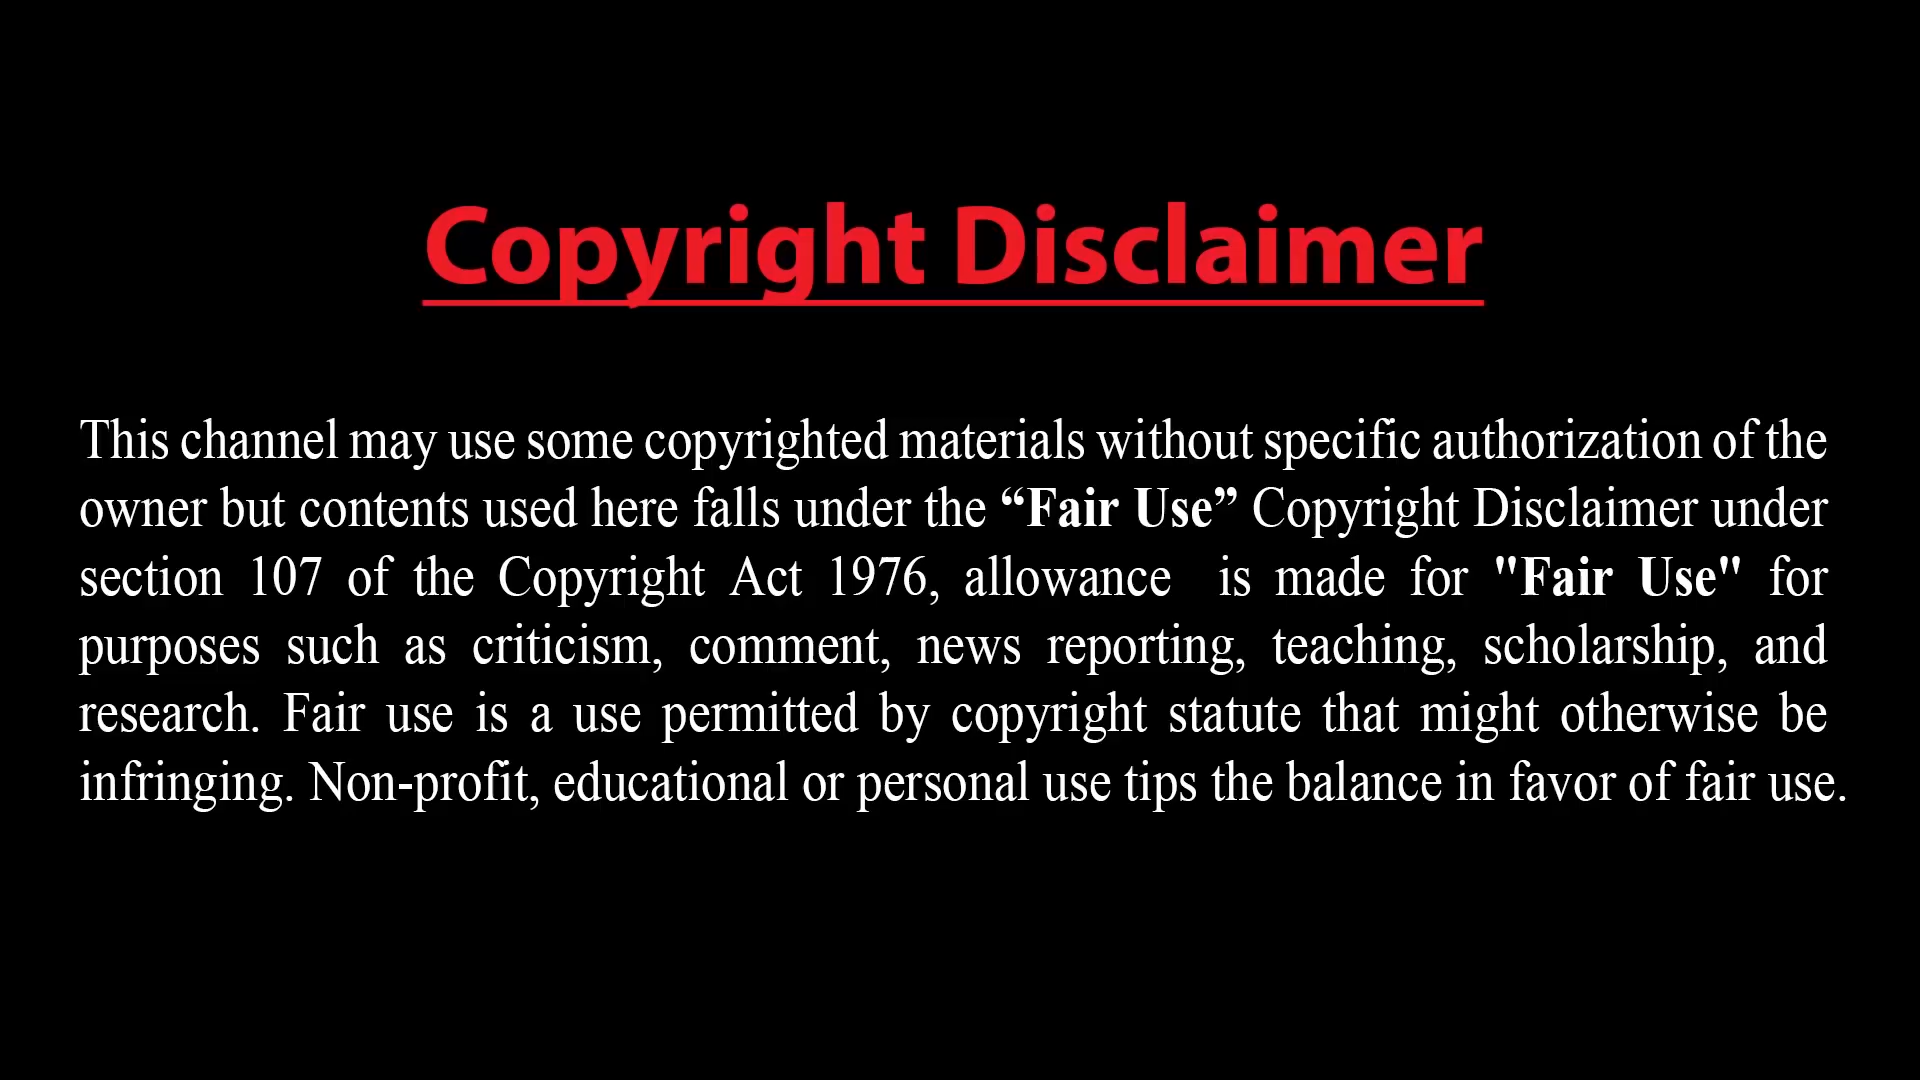 Copyright Disclaimer
This channel may use some copyrighted materials without specific authorization of the
owner but contents used here falls under the “Fair Use” Copyright Disclaimer under
section 107 of the Copyright Act 1976, allowance is made for "Fair Use" for
purposes such as criticism, comment, news reporting, teaching, scholarship, and
research. Fair use is a use permitted by copyright statute that might otherwise be
infringing. Non-profit, educational or personal use tips the balance in favor of fair use.